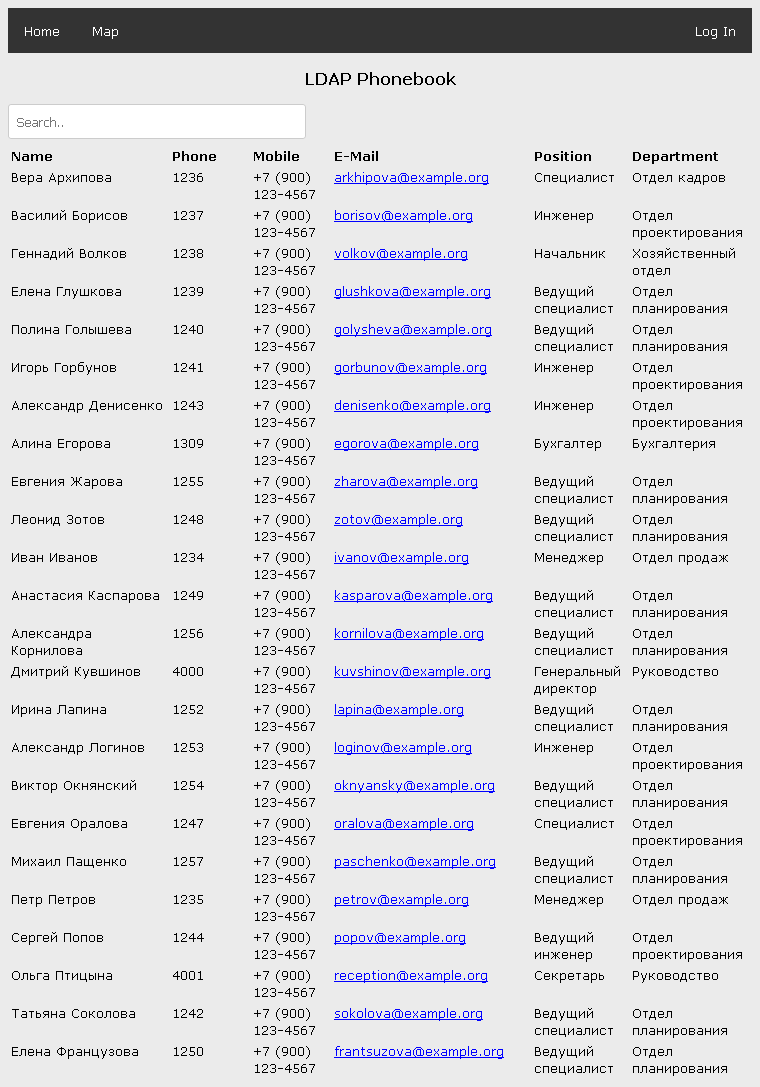 Home Map Log In
LDAP Phonebook
Search..
Name Phone Mobile E-Mail Position Department
Вера Архипова 1236 +7 (900) arkhipova@example.org Специалист Отдел кадров
123-4567
Василий Борисов 1237 +7 (900) borisov@example.org Инженер Отдел
123-4567 проектирования
Геннадий Волков 1238 +7 (900) volkov@example.org Начальник Хозяйственный
123-4567 отдел
Елена Глушкова 1239 +7 (900) glushkova@example.org Ведущий Отдел
123-4567 специалист планирования
Полина Голышева 1240 +7 (900) golysheva@example.org Ведущий Отдел
123-4567 специалист планирования
Игорь Горбунов 1241 +7 (900) gorbunov@example.org Инженер Отдел
123-4567 проектирования
Александр Денисенко 1243 +7 (900) denisenko@example.org Инженер Отдел
123-4567 проектирования
Алина Егорова 1309 +7 (900) egorova@example.org Бухгалтер Бухгалтерия
123-4567
Евгения Жарова 1255 +7 (900) zharova@example.org Ведущий Отдел
123-4567 специалист планирования
Леонид Зотов 1248 +7 (900) zotov@example.org Ведущий Отдел
123-4567 специалист планирования
Иван Иванов 1234 +7 (900) ivanov@example.org Менеджер Отдел продаж
123-4567
Анастасия Каспарова 1249 +7 (900) kasparova@example.org Ведущий Отдел
123-4567 специалист планирования
Александра 1256 +7 (900) kornilova@example.org Ведущий Отдел
Корнилова 123-4567 специалист планирования
Дмитрий Кувшинов 4000 +7 (900) kuvshinov@example.org Генеральный Руководство
123-4567 директор
Ирина Лапина 1252 +7 (900) lapina@example.org Ведущий Отдел
123-4567 специалист планирования
Александр Логинов 1253 +7 (900) loginov@example.org Инженер Отдел
123-4567 проектирования
Виктор Окнянский 1254 +7 (900) oknyansky@example.org Ведущий Отдел
123-4567 специалист планирования
Евгения Оралова 1247 +7 (900) oralova@example.org Специалист Отдел
123-4567 проектирования
Михаил Пащенко 1257 +7 (900) paschenko@example.org Ведущий Отдел
123-4567 специалист планирования
Петр Петров 1235 +7 (900) petrov@example.org Менеджер Отдел продаж
123-4567
Сергей Попов 1244 +7 (900) popov@example.org Ведущий Отдел
123-4567 инженер проектирования
Ольга Птицына 4001 +7 (900) reception@example.org Секретарь Руководство
123-4567
Татьяна Соколова 1242 +7 (900) sokolova@example.org Ведущий Отдел
123-4567 специалист планирования
Елена Французова 1250 +7 (900) frantsuzova@example.org Ведущий Отдел
123-4567 специалист планирования